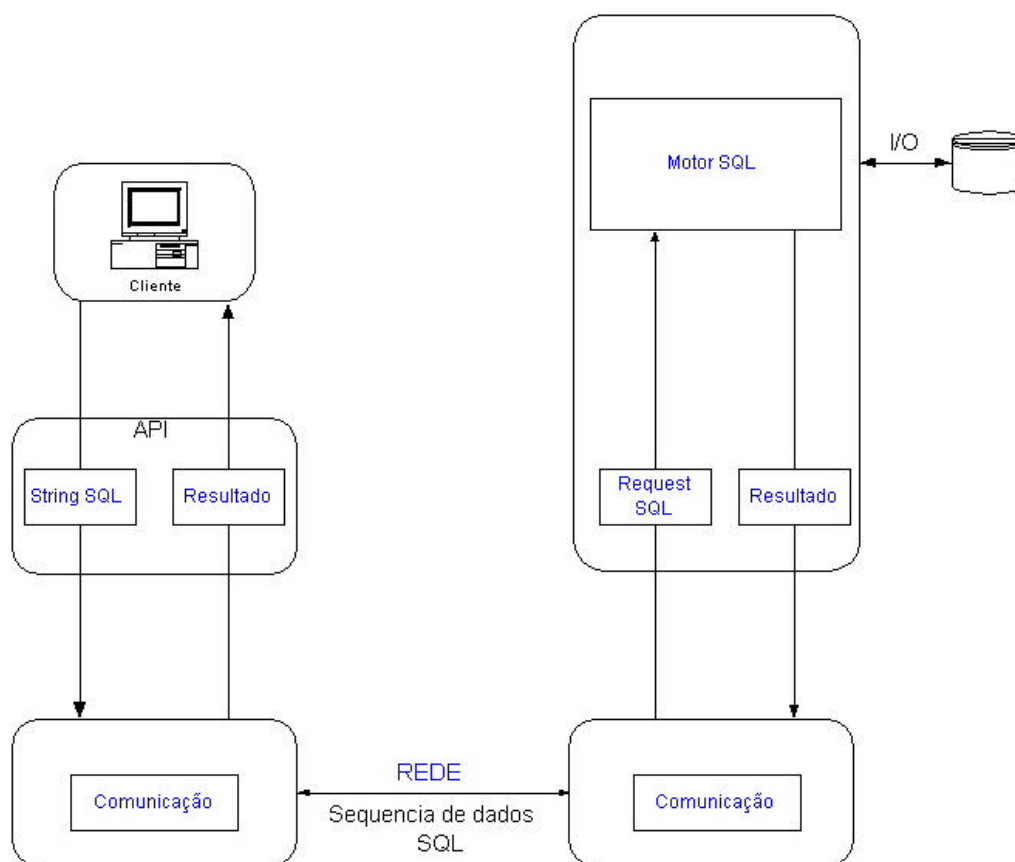 Motor SQL
I/O
Cliente
API
String SQL
Resultado
Request
SQL
Resultado
Comunicação
REDE
Sequencia de dados
SQL
Comunicação